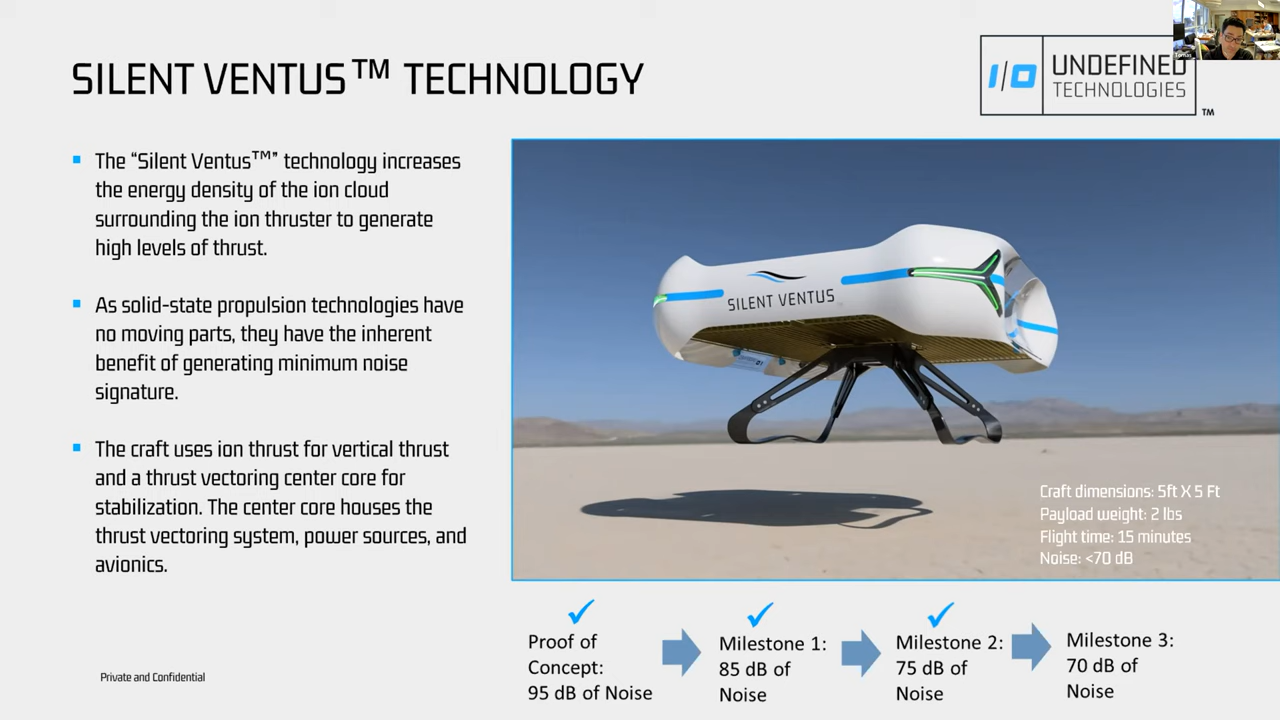 SILENT VENTUS™ TECHNOLOGY
I/O UNDEFINED
TECHNOLOGIES
™
The “Silent Ventus™” technology increases
the energy density of the ion cloud
surrounding the ion thruster to generate
high levels of thrust.
As solid-state propulsion technologies have
no moving parts, they have the inherent
benefit of generating minimum noise
signature.
The craft uses ion thrust for vertical thrust
and a thrust vectoring center core for
stabilization. The center core houses the
thrust vectoring system, power sources, and
avionics.
SILENT VENTUS
Craft dimensions: 5ft X 5 Ft
Payload weight: 2 lbs
Flight time: 15 minutes
Noise: <70 dB
Proof of
Concept:
95 dB of Noise
Milestone 1:
85 dB of
Noise
Milestone 2:
75 dB of
Noise
Milestone 3:
70 dB of
Noise
Private and Confidential